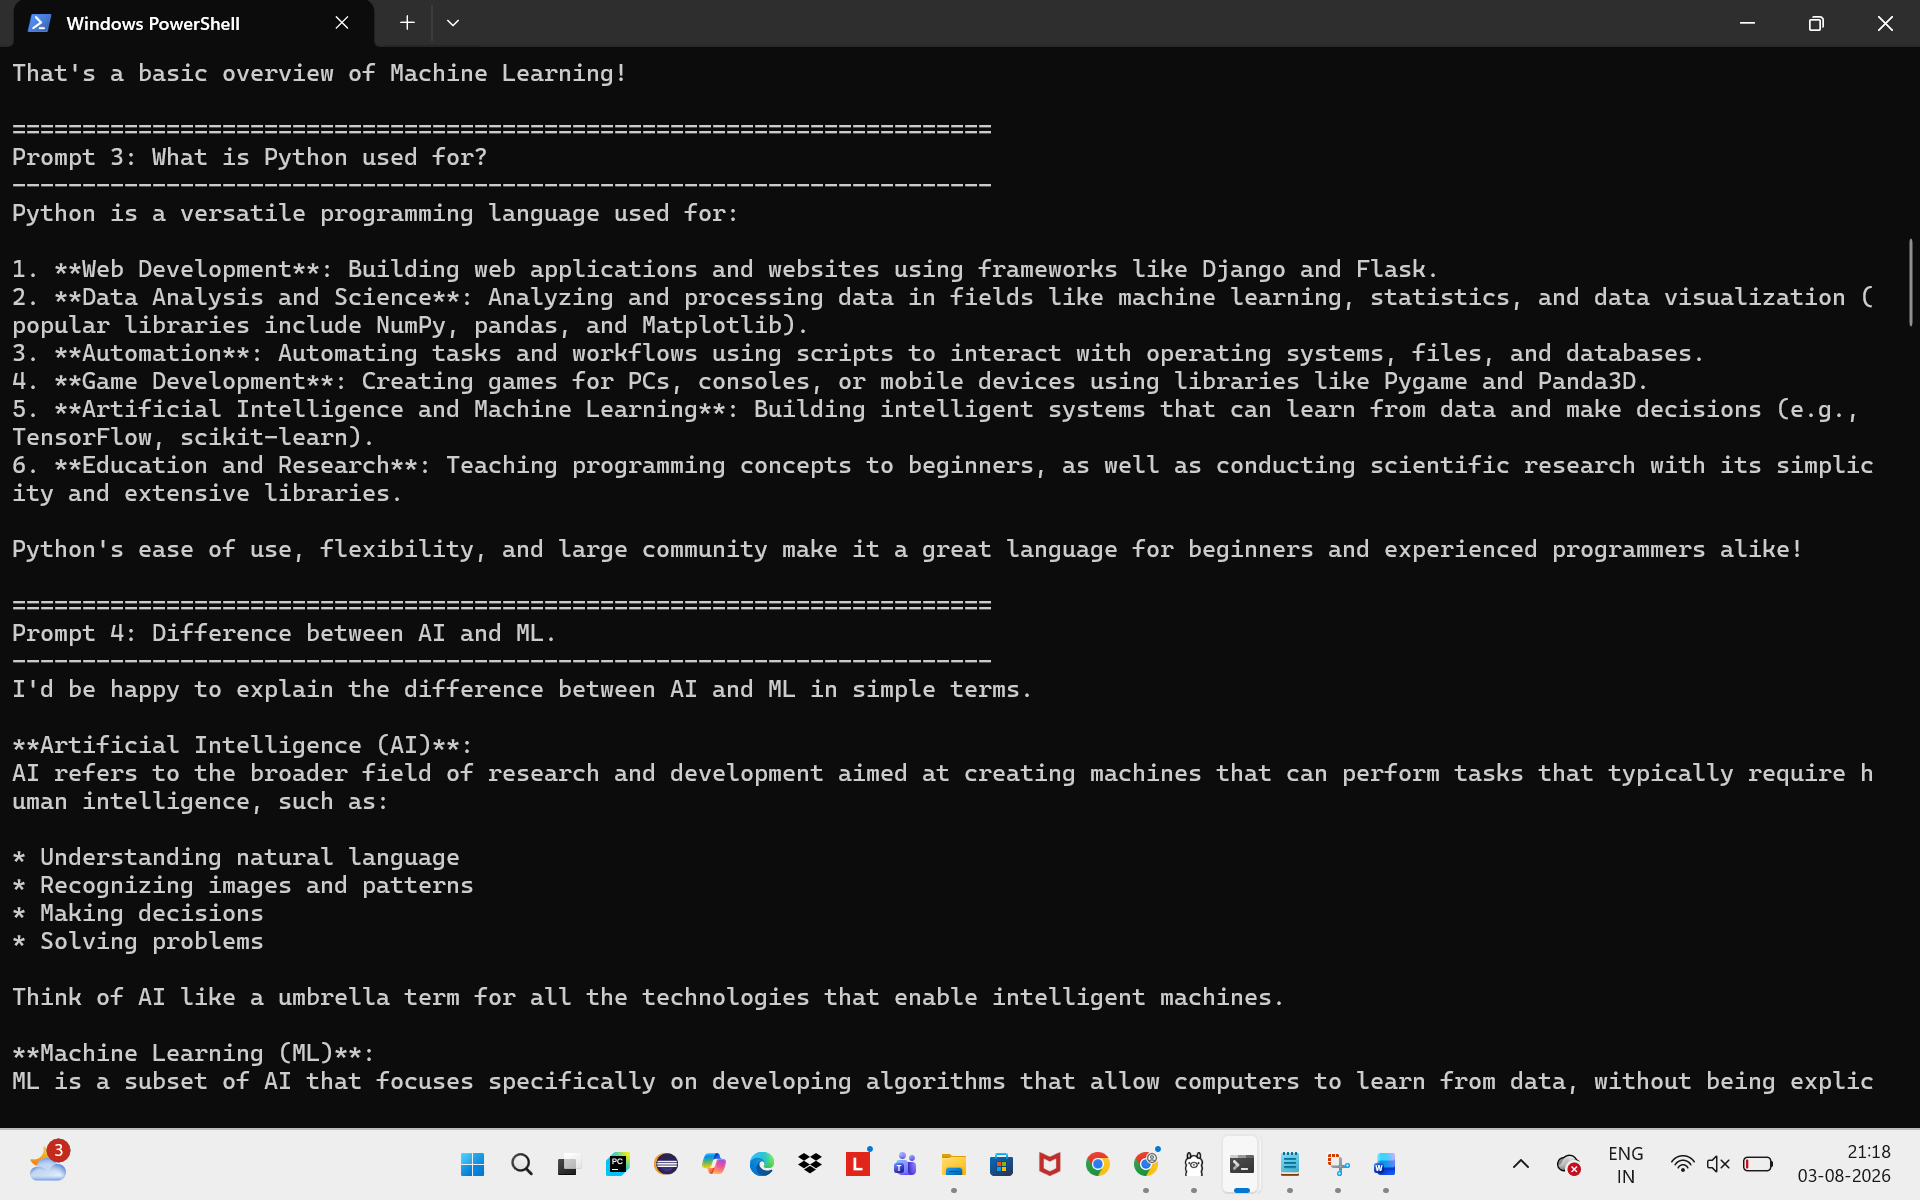 Windows PowerShell
That's a basic overview of Machine Learning!
======================================================================
Prompt 3: What is Python used for?
----------------------------------------------------------------------
Python is a versatile programming language used for:
1. **Web Development**: Building web applications and websites using frameworks like Django and Flask.
2. **Data Analysis and Science**: Analyzing and processing data in fields like machine learning, statistics, and data visualization (
popular libraries include NumPy, pandas, and Matplotlib).
3. **Automation**: Automating tasks and workflows using scripts to interact with operating systems, files, and databases.
4. **Game Development**: Creating games for PCs, consoles, or mobile devices using libraries like Pygame and Panda3D.
5. **Artificial Intelligence and Machine Learning**: Building intelligent systems that can learn from data and make decisions (e.g.,
TensorFlow, scikit-learn).
6. **Education and Research**: Teaching programming concepts to beginners, as well as conducting scientific research with its simplic
ity and extensive libraries.
Python's ease of use, flexibility, and large community make it a great language for beginners and experienced programmers alike!
======================================================================
Prompt 4: Difference between AI and ML.
----------------------------------------------------------------------
I'd be happy to explain the difference between AI and ML in simple terms.
**Artificial Intelligence (AI)**:
AI refers to the broader field of research and development aimed at creating machines that can perform tasks that typically require h
uman intelligence, such as:
* Understanding natural language
* Recognizing images and patterns
* Making decisions
* Solving problems
Think of AI like a umbrella term for all the technologies that enable intelligent machines.
**Machine Learning (ML)**:
ML is a subset of AI that focuses specifically on developing algorithms that allow computers to learn from data, without being explic
3
PC
L
T
W
ENG
IN
21:18
03-08-2026